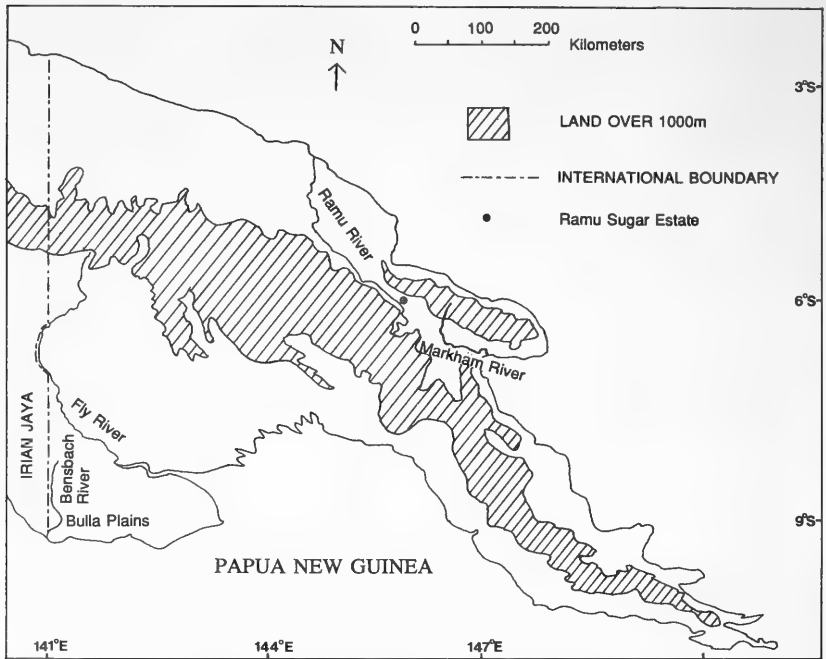 0 100 200
Kilometers
N
3°S
LAND OVER 1000m
INTERNATIONAL BOUNDARY
Ramu Sugar Estate
Ramu River
6°S
Markham River
Fly River
IRIAN JAYA
Bensbach
River
Bulla Plains
9°S
PAPUA NEW GUINEA
141°E 144°E 147°E